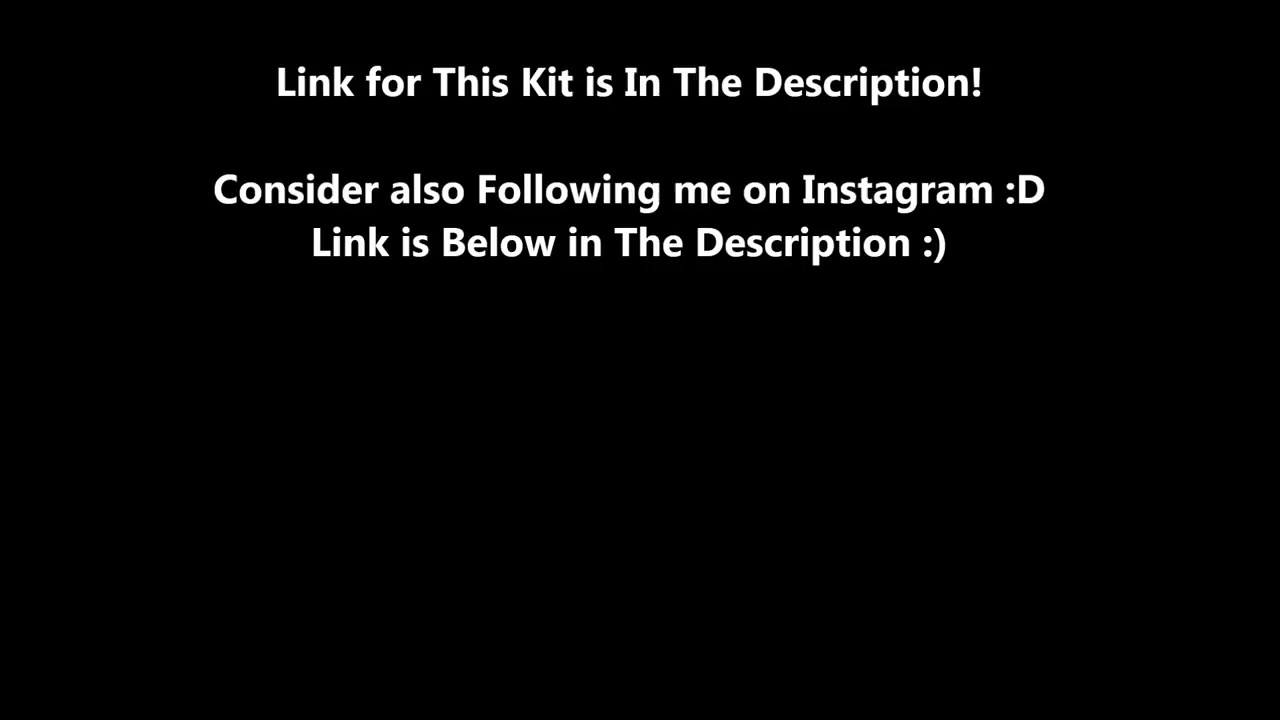 Link for This Kit is In The Description!
Consider also Following me on Instagram :D
Link is Below in The Description :)